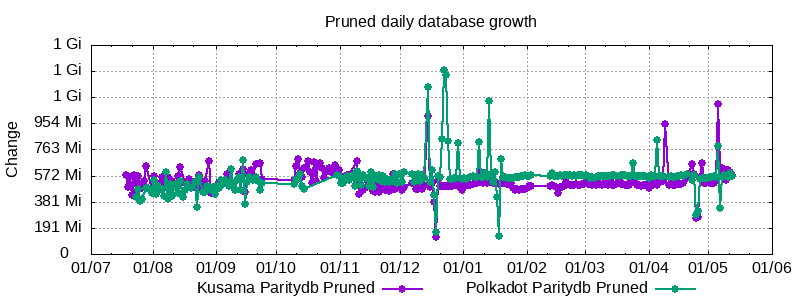 Pruned daily database growth
Change
1 Gi
1 Gi
1 Gi
954 Mi
763 Mi
572 Mi
381 Mi
191 Mi
0
01/07 01/08 01/09 01/10 01/11 01/12 01/01 01/02 01/03 01/04 01/05 01/06
Kusama Paritydb Pruned Polkadot Paritydb Pruned